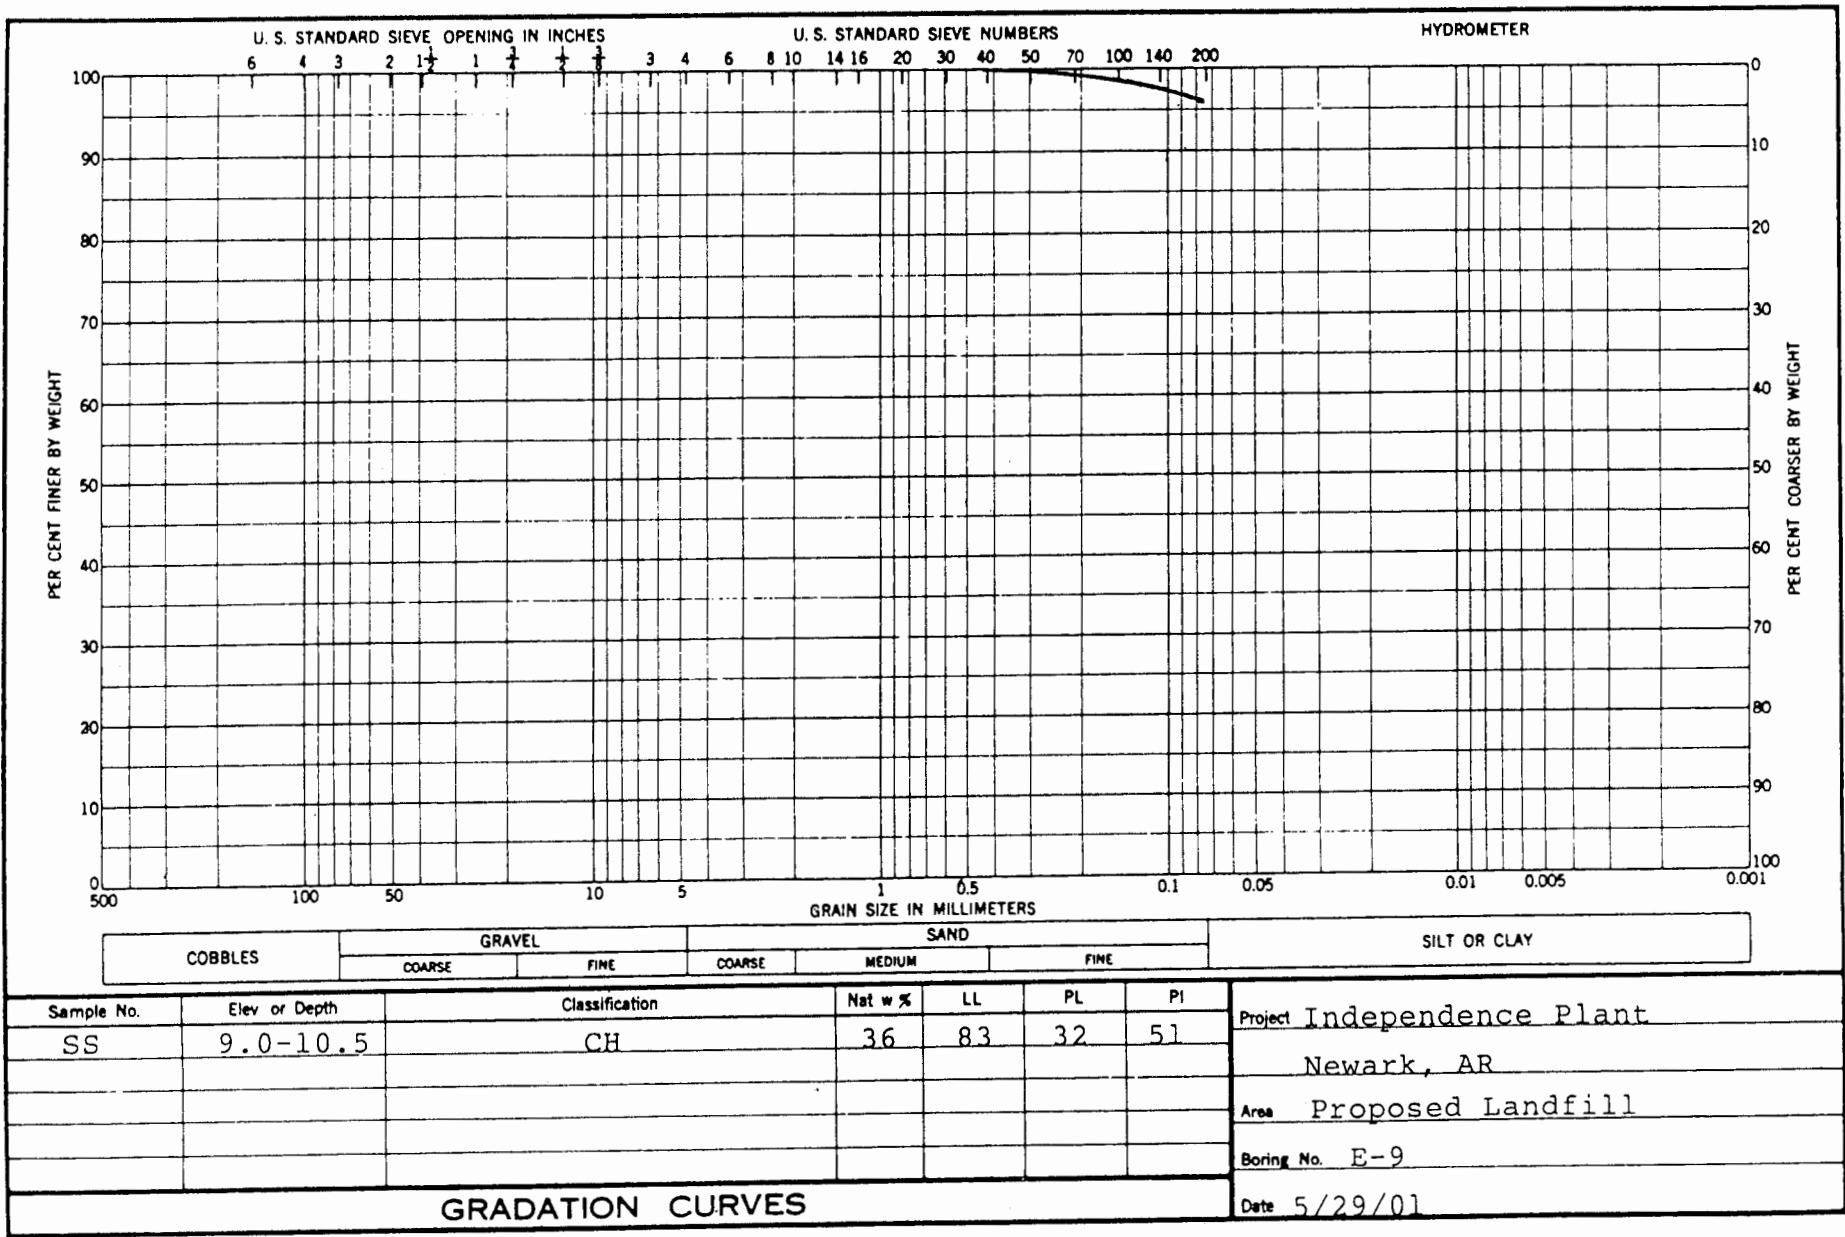 U. S. STANDARD SIEVE OPENING IN INCHES U. S. STANDARD SIEVE NUMBERS HYDROMETER
6 4 3 2 1½ 1 ¾ ½ ⅜ 3 4 6 8 10 14 16 20 30 40 50 70 100 140 200
100 0
90 10
80 20
70 30
60 40
50 50
40 60
30 70
20 80
10 90
0 100
PER CENT FINER BY WEIGHT
PER CENT COARSER BY WEIGHT
500 100 50 10 5 1 0.5 0.1 0.05 0.01 0.005 0.001
GRAIN SIZE IN MILLIMETERS
COBBLES GRAVEL SAND SILT OR CLAY
COARSE FINE COARSE MEDIUM FINE
Sample No. Elev or Depth Classification Nat w % LL PL PI
SS 9.0-10.5 CH 36 83 32 51
Project Independence Plant
Newark, AR
Area Proposed Landfill
Boring No. E-9
GRADATION CURVES
Date 5/29/01